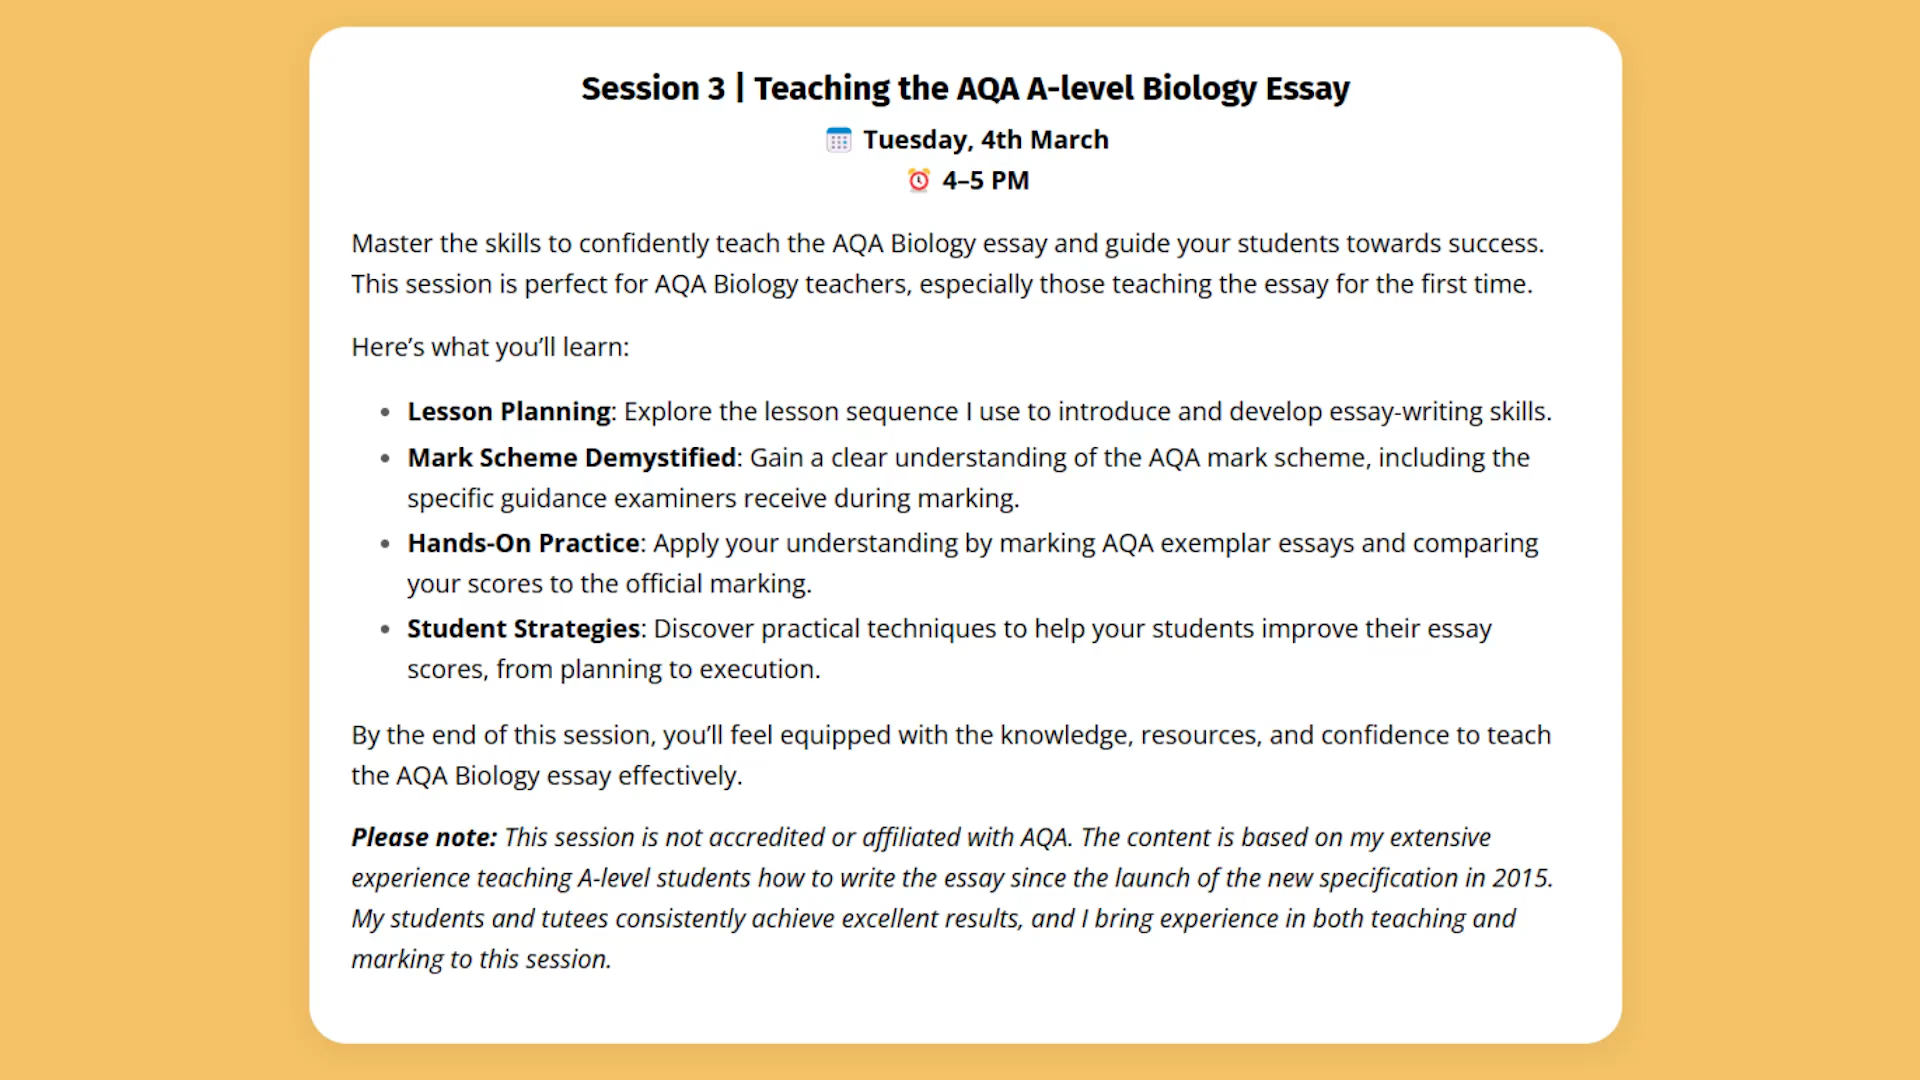 Session 3 | Teaching the AQA A-level Biology Essay
Tuesday, 4th March
4–5 PM
Master the skills to confidently teach the AQA Biology essay and guide your students towards success.
This session is perfect for AQA Biology teachers, especially those teaching the essay for the first time.
Here’s what you’ll learn:
• Lesson Planning: Explore the lesson sequence I use to introduce and develop essay-writing skills.
• Mark Scheme Demystified: Gain a clear understanding of the AQA mark scheme, including the
specific guidance examiners receive during marking.
• Hands-On Practice: Apply your understanding by marking AQA exemplar essays and comparing
your scores to the official marking.
• Student Strategies: Discover practical techniques to help your students improve their essay
scores, from planning to execution.
By the end of this session, you’ll feel equipped with the knowledge, resources, and confidence to teach
the AQA Biology essay effectively.
Please note: This session is not accredited or affiliated with AQA. The content is based on my extensive
experience teaching A-level students how to write the essay since the launch of the new specification in 2015.
My students and tutees consistently achieve excellent results, and I bring experience in both teaching and
marking to this session.